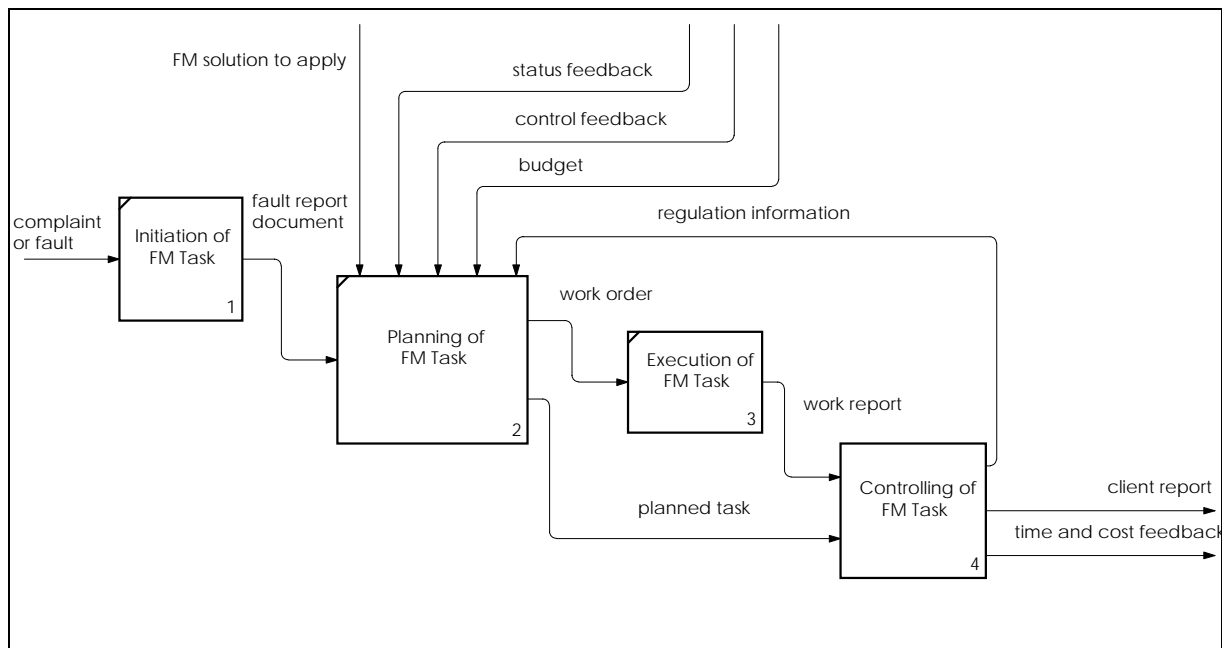 FM solution to apply
status feedback
control feedback
budget
regulation information
complaint
or fault
Initiation of
FM Task
1
fault report
document
Planning of
FM Task
2
work order
Execution of
FM Task
3
work report
planned task
Controlling of
FM Task
4
client report
time and cost feedback